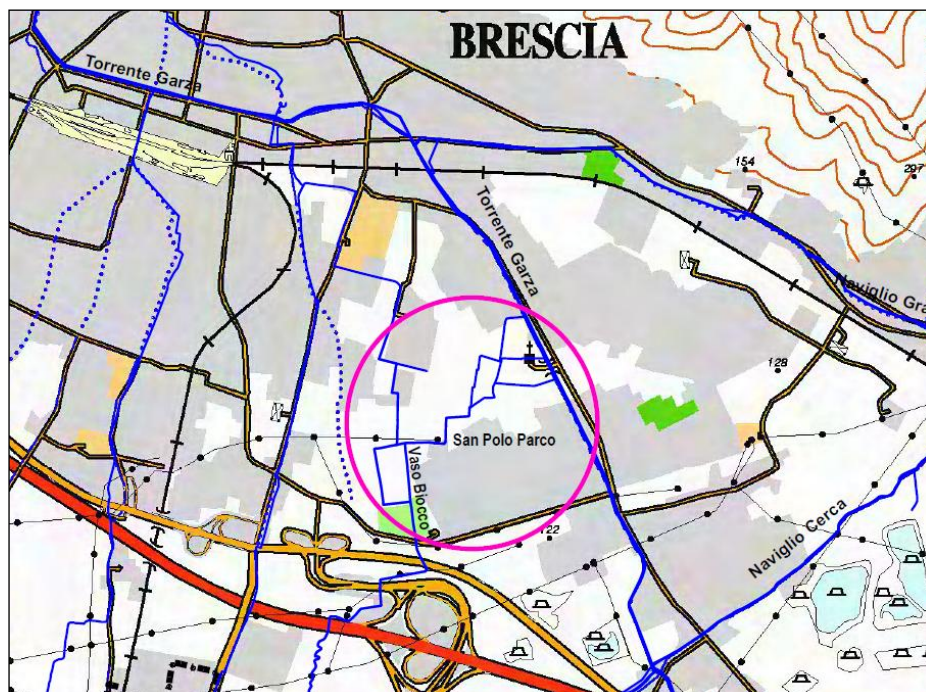 BRESCIA
Torrente Garza
154
297
Torrente Garza
Naviglio Gra
128
San Polo Parco
Vaso Biocco
122
Naviglio Cerca